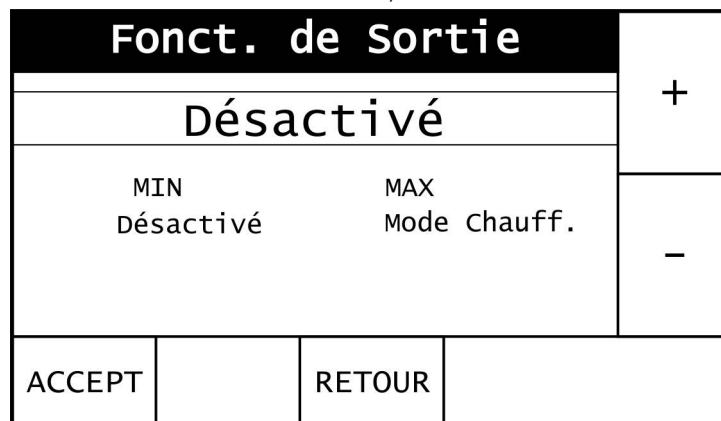 Fonct. de Sortie
+
Désactivé
MIN MAX
Désactivé Mode Chauff.
-
ACCEPT RETOUR